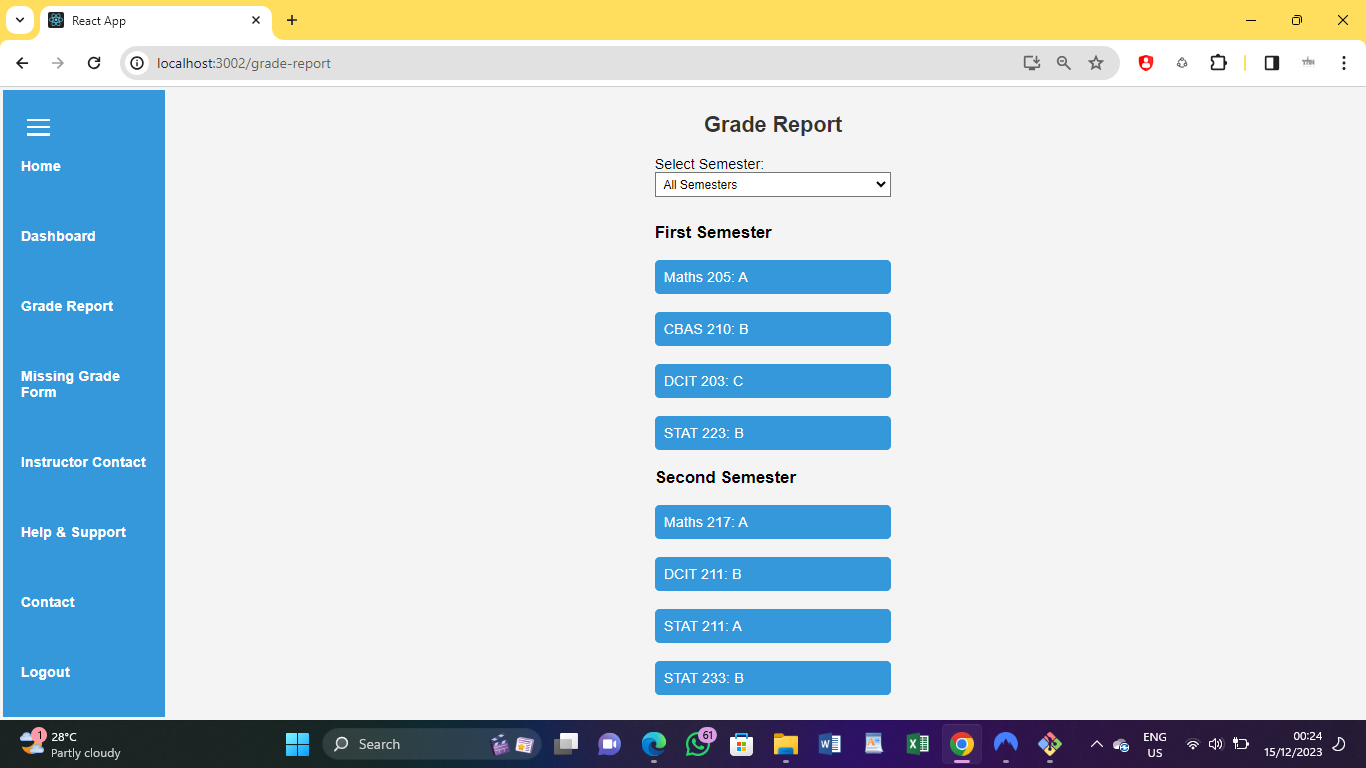 React App
localhost:3002/grade-report
Home
Dashboard
Grade Report
Missing Grade
Form
Instructor Contact
Help & Support
Contact
Logout
Grade Report
Select Semester:
All Semesters
First Semester
Maths 205: A
CBAS 210: B
DCIT 203: C
STAT 223: B
Second Semester
Maths 217: A
DCIT 211: B
STAT 211: A
STAT 233: B
1
28°C
Partly cloudy
Search
61
ENG
US
00:24
15/12/2023